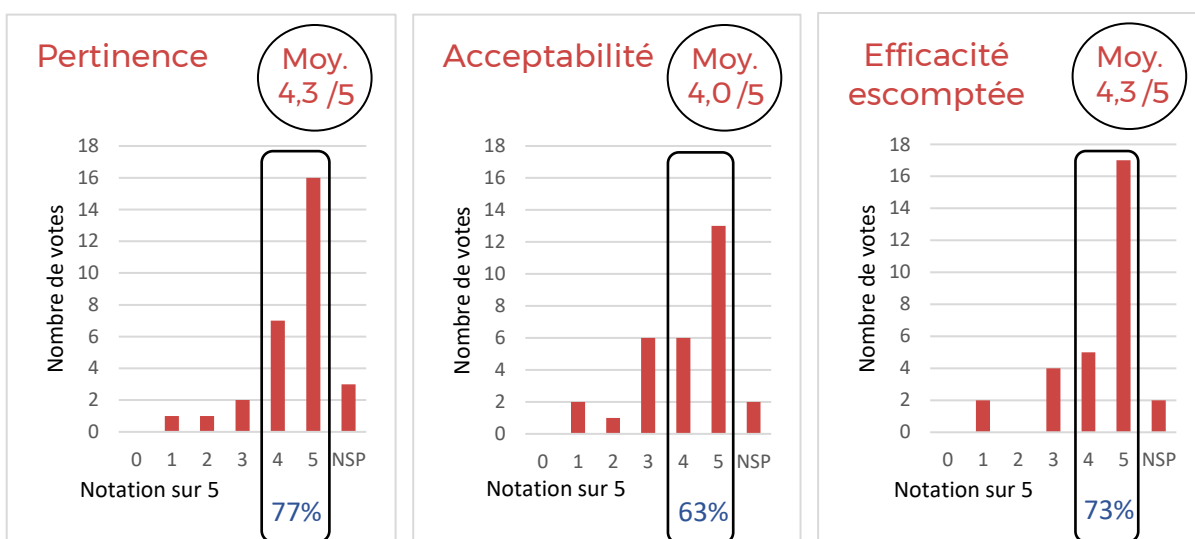 Pertinence
Moy.
4,3 /5
Nombre de votes
18
16
14
12
10
8
6
4
2
0
0 1 2 3 4 5 NSP
Notation sur 5
77%
Acceptabilité
Moy.
4,0 /5
Nombre de votes
18
16
14
12
10
8
6
4
2
0
0 1 2 3 4 5 NSP
Notation sur 5
63%
Efficacité
escomptée
Moy.
4,3 /5
Nombre de votes
18
16
14
12
10
8
6
4
2
0
0 1 2 3 4 5 NSP
Notation sur 5
73%